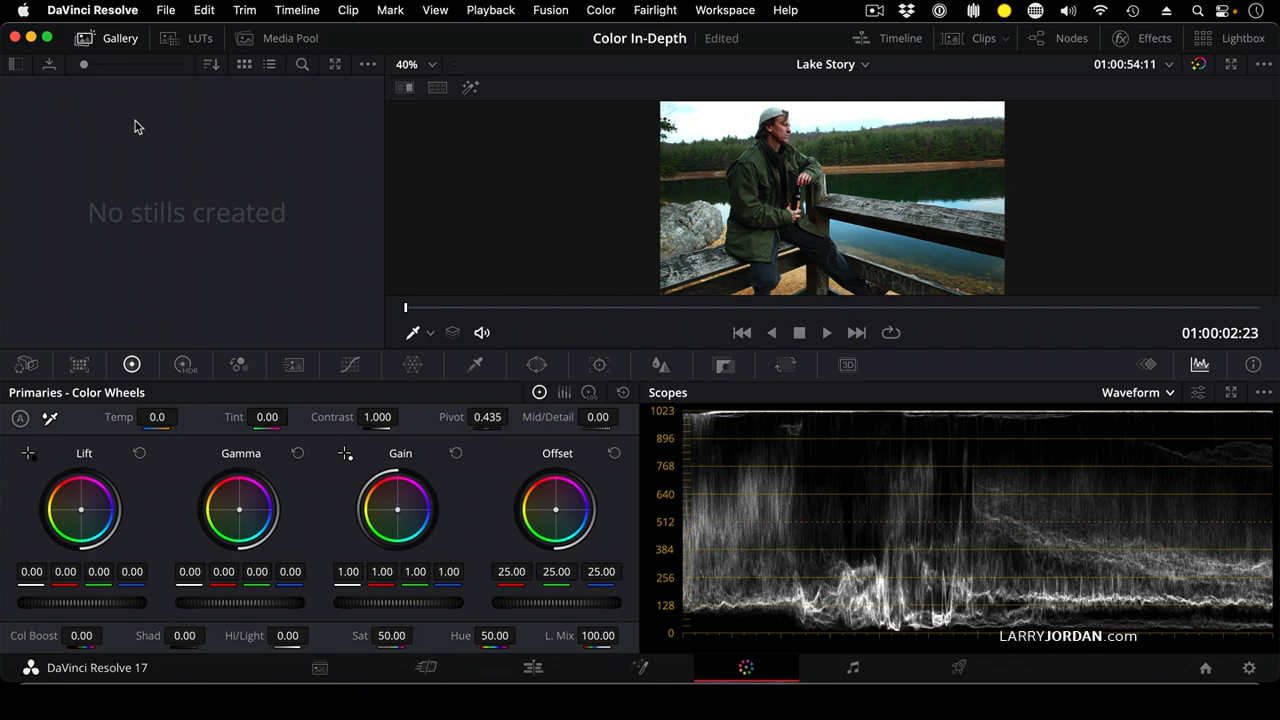 DaVinci Resolve File Edit Trim Timeline Clip Mark View Playback Fusion Color Fairlight Workspace Help
Gallery LUTs Media Pool Color In-Depth Edited Timeline Clips Nodes Effects Lightbox
40% Lake Story 01:00:54:11
No stills created
01:00:02:23
HDR 3D
Primaries - Color Wheels LOG Scopes Waveform
A Temp 0.0 Tint 0.00 Contrast 1.000 Pivot 0.435 Mid/Detail 0.00
Lift Gamma Gain Offset
0.00 0.00 0.00 0.00 0.00 0.00 0.00 0.00 1.00 1.00 1.00 1.00 25.00 25.00 25.00
Col Boost 0.00 Shad 0.00 Hi/Light 0.00 Sat 50.00 Hue 50.00 L. Mix 100.00
1023
896
768
640
512
384
256
128
0
LARRYJORDAN.com
DaVinci Resolve 17